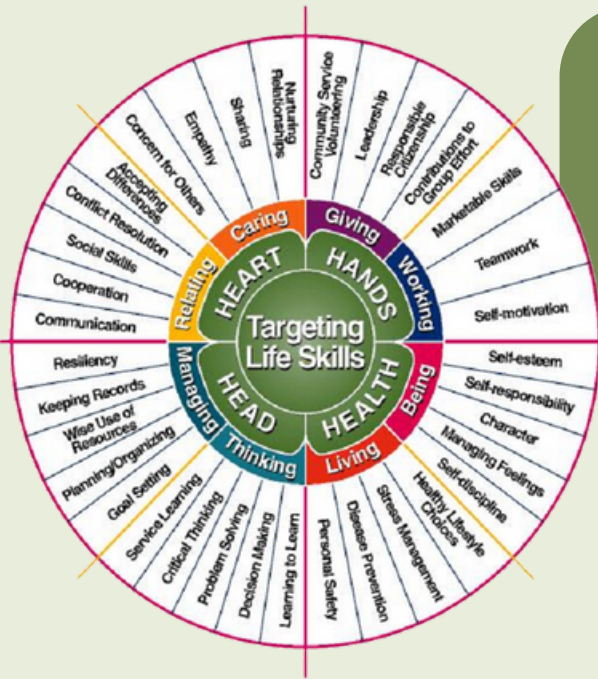 Targeting
Life Skills
HEART
HANDS
HEALTH
HEAD
Caring
Giving
Working
Being
Living
Thinking
Managing
Relating
Nurturing
Relationships
Sharing
Empathy
Concern for Others
Accepting
Differences
Conflict Resolution
Social Skills
Cooperation
Communication
Community Service
Volunteering
Leadership
Responsible
Citizenship
Contributions to
Group Effort
Marketable Skills
Teamwork
Self-motivation
Self-esteem
Self-responsibility
Character
Managing Feelings
Self-discipline
Healthy Lifestyle
Choices
Stress Management
Disease Prevention
Personal Safety
Learning to Learn
Decision Making
Problem Solving
Critical Thinking
Service Learning
Goal Setting
Planning/Organizing
Wise Use of
Resources
Keeping Records
Resiliency